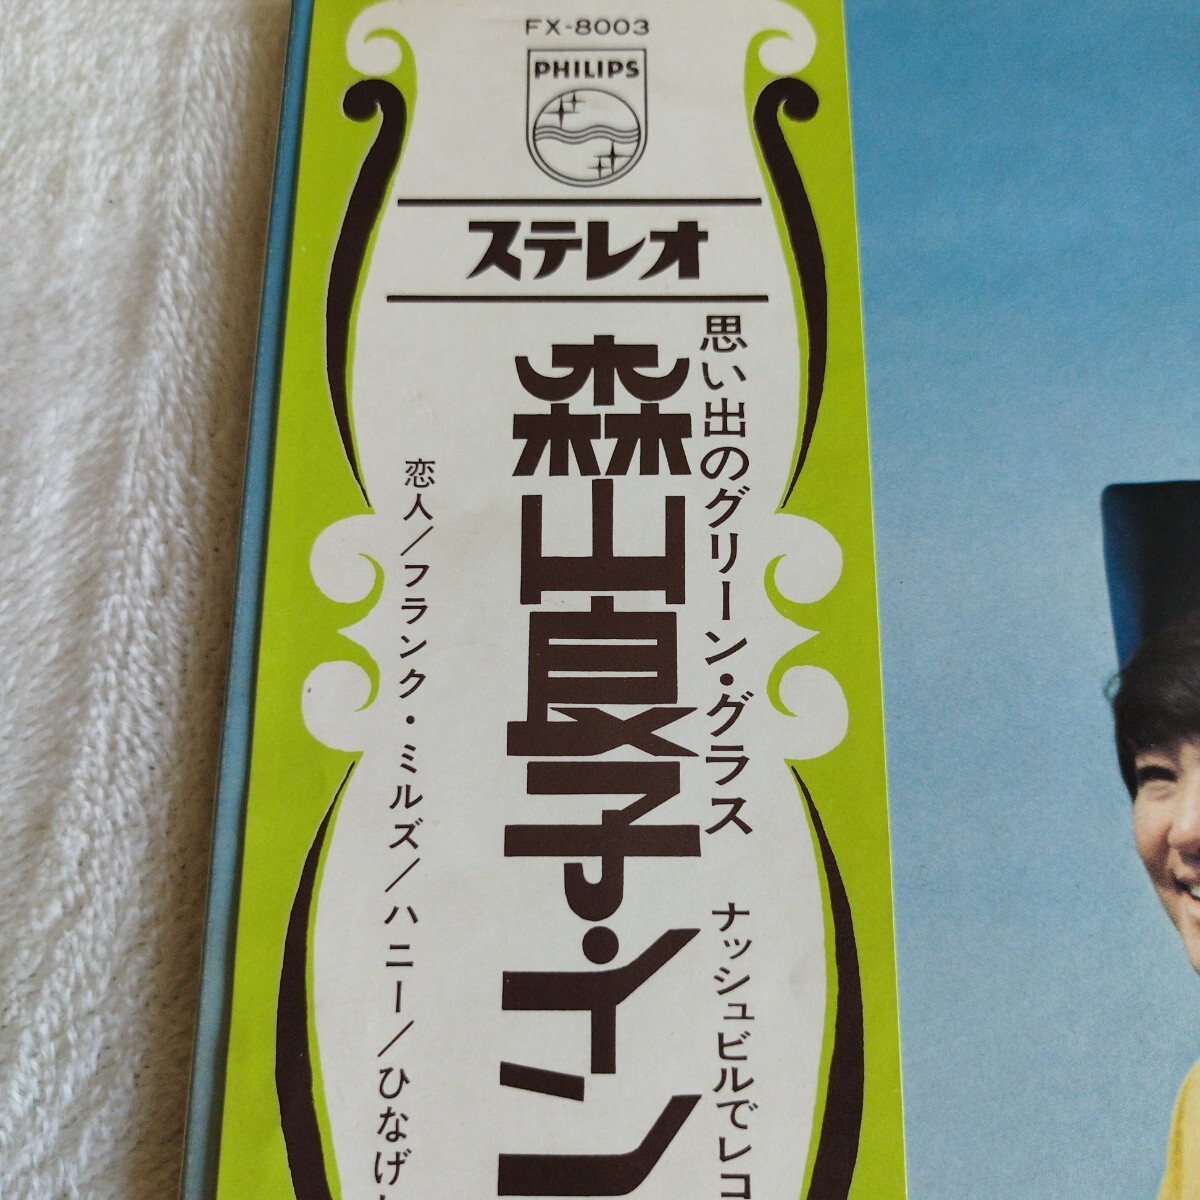 FX-8003
PHILIPS
ステレオ
思い出のグリーン・グラス
ナッシュビルでレコ
森山良子・イン
恋人/フランク・ミルズ/ハニー/ひなげ